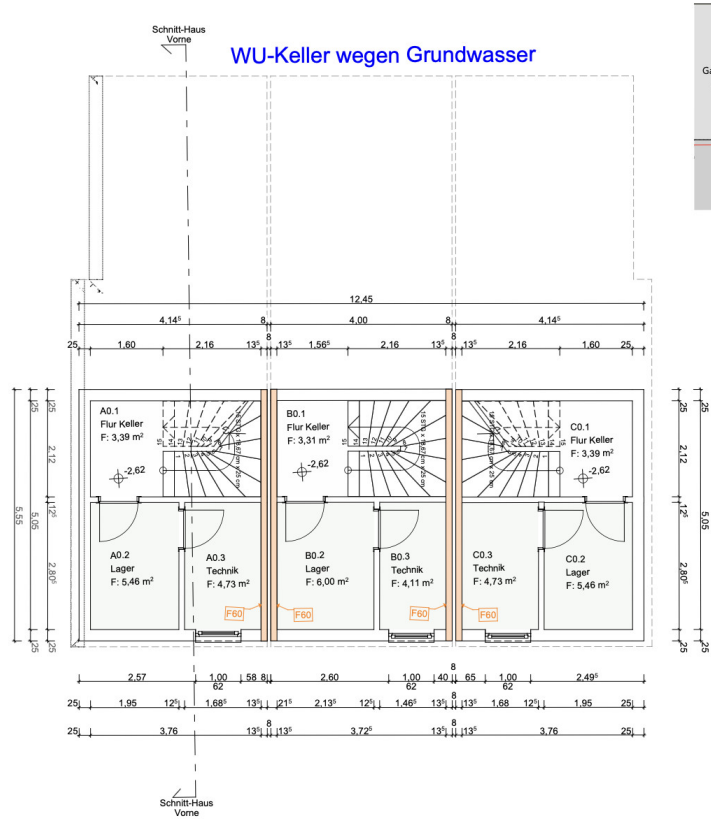 Schnitt-Haus
Vorne
WU-Keller wegen Grundwasser
12,45
4,14⁵ 8 4,00 8 4,14⁵
8 8
25 1,60 2,16 13⁵ 13⁵ 1,56⁵ 2,16 13⁵ 13⁵ 2,16 1,60 25
A0.1
Flur Keller
F: 3,39 m²
-2,62
B0.1
Flur Keller
F: 3,31 m²
-2,62
C0.1
Flur Keller
F: 3,39 m²
-2,62
5,55
5,05
25
2,12
12⁵
2,80⁵
25
A0.2
Lager
F: 5,46 m²
A0.3
Technik
F: 4,73 m²
F60
B0.2
Lager
F: 6,00 m²
F60
B0.3
Technik
F: 4,11 m²
C0.3
Technik
F: 4,73 m²
F60
C0.2
Lager
F: 5,46 m²
25
2,12
12⁵
2,80⁵
25
25
5,05
25
2,57 1,00 58 8 2,60 1,00 40 8 65 1,00 2,49⁵
62 62 62
25 1,95 12⁵ 1,68⁵ 13⁵ 8 21⁵ 2,13⁵ 12⁵ 1,46⁵ 13⁵ 8 13⁵ 1,68 12⁵ 1,95 25
25 3,76 13⁵ 8 13⁵ 3,72⁵ 13⁵ 8 13⁵ 3,76 25
Schnitt-Haus
Vorne